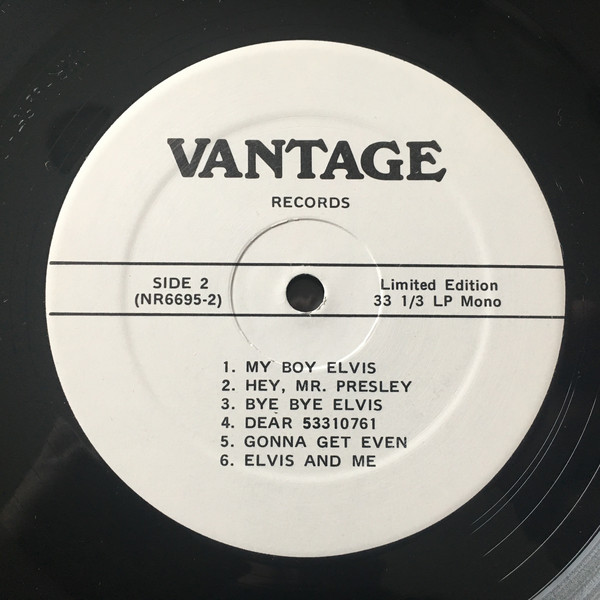 VANTAGE
RECORDS
SIDE 2
(NR6695-2)
Limited Edition
33 1/3 LP Mono
1. MY BOY ELVIS
2. HEY, MR. PRESLEY
3. BYE BYE ELVIS
4. DEAR 53310761
5. GONNA GET EVEN
6. ELVIS AND ME